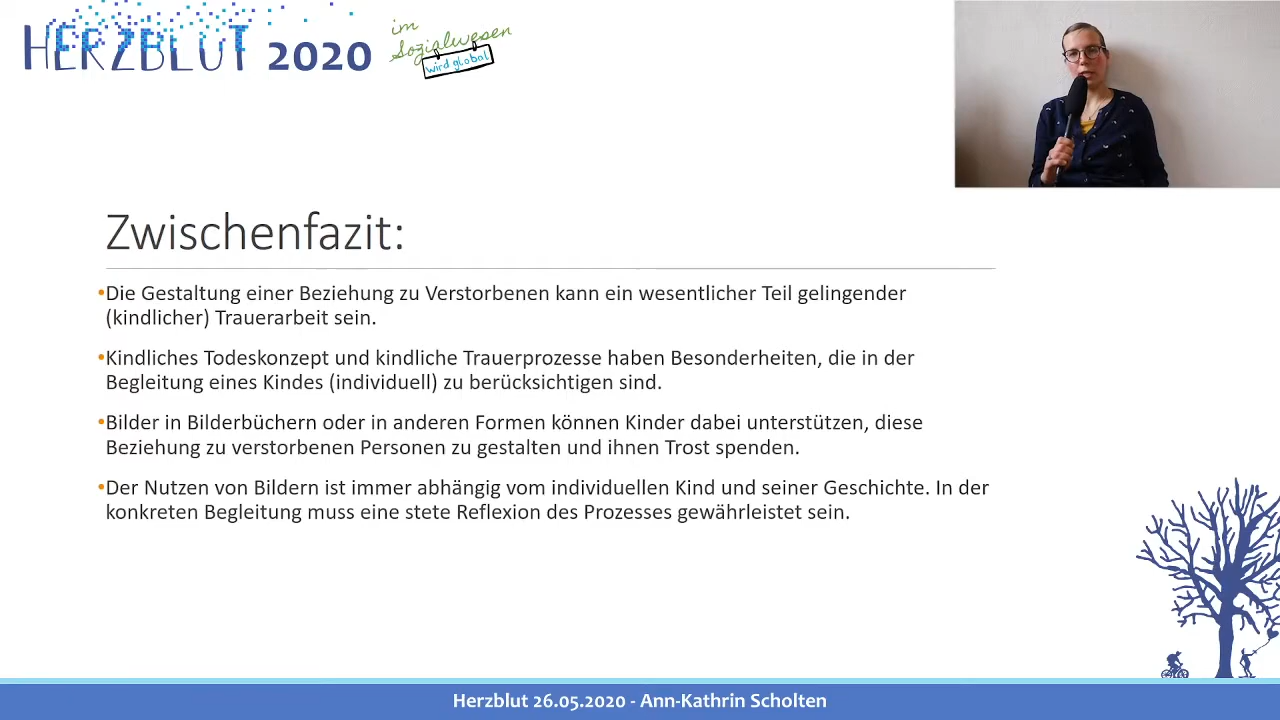 HERZBLUT 2020
im
Sozialwesen
wird global
Zwischenfazit:
•Die Gestaltung einer Beziehung zu Verstorbenen kann ein wesentlicher Teil gelingender
(kindlicher) Trauerarbeit sein.
•Kindliches Todeskonzept und kindliche Trauerprozesse haben Besonderheiten, die in der
Begleitung eines Kindes (individuell) zu berücksichtigen sind.
•Bilder in Bilderbüchern oder in anderen Formen können Kinder dabei unterstützen, diese
Beziehung zu verstorbenen Personen zu gestalten und ihnen Trost spenden.
•Der Nutzen von Bildern ist immer abhängig vom individuellen Kind und seiner Geschichte. In der
konkreten Begleitung muss eine stete Reflexion des Prozesses gewährleistet sein.
Herzblut 26.05.2020 - Ann-Kathrin Scholten